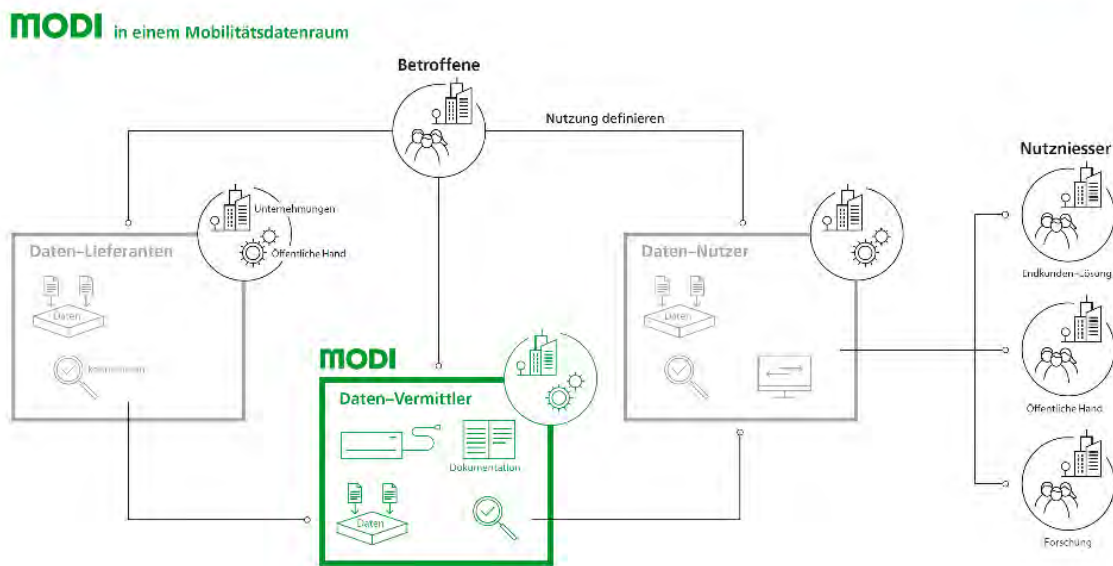 MODI in einem Mobilitätsdatenraum
Betroffene
Nutzung definieren
Nutzniesser
Unternehmungen
Öffentliche Hand
Daten-Lieferanten
Daten
Daten-Nutzer
Daten
Endkunden-Lösung
MODI
Daten-Vermittler
Dokumentation
Daten
Öffentliche Hand
Forschung